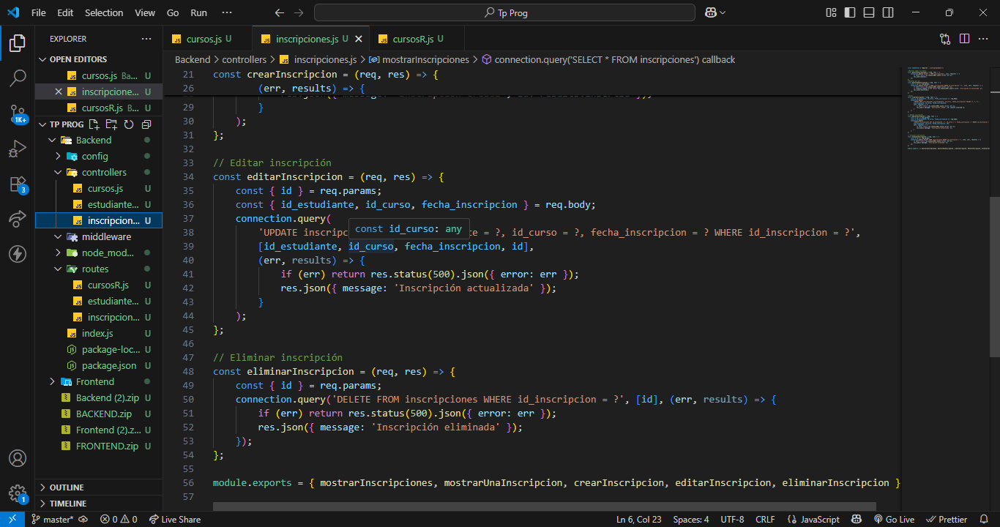 File Edit Selection View Go Run ···
Tp Prog
EXPLORER
OPEN EDITORS
cursos.js Ba... U
inscripcione... U
cursosR.js B... U
TP PROG
Backend
config
controllers
cursos.js U
estudiante... U
inscripcion... U
middleware
node_mod...
routes
cursosR.js U
estudiante... U
inscripcion... U
index.js U
package-loc... U
package.json U
Frontend
Backend (2).zip U
BACKEND.zip U
Frontend (2).z... U
FRONTEND.zip U
OUTLINE
TIMELINE
1K+
3
1
cursos.js U
inscripciones.js U
cursosR.js U
Backend > controllers > inscripciones.js > mostrarInscripciones > connection.query('SELECT * FROM inscripciones') callback
21 const crearInscripcion = (req, res) => {
26 (err, results) => {
29 }
30 );
31 };
32
33 // Editar inscripción
34 const editarInscripcion = (req, res) => {
35 const { id } = req.params;
36 const { id_estudiante, id_curso, fecha_inscripcion } = req.body;
37 connection.query(
const id_curso: any
38 'UPDATE inscripc te = ?, id_curso = ?, fecha_inscripcion = ? WHERE id_inscripcion = ?',
39 [id_estudiante, id_curso, fecha_inscripcion, id],
40 (err, results) => {
41 if (err) return res.status(500).json({ error: err });
42 res.json({ message: 'Inscripción actualizada' });
43 }
44 );
45 };
46
47 // Eliminar inscripción
48 const eliminarInscripcion = (req, res) => {
49 const { id } = req.params;
50 connection.query('DELETE FROM inscripciones WHERE id_inscripcion = ?', [id], (err, results) => {
51 if (err) return res.status(500).json({ error: err });
52 res.json({ message: 'Inscripción eliminada' });
53 });
54 };
55
56 module.exports = { mostrarInscripciones, mostrarUnaInscripcion, crearInscripcion, editarInscripcion, eliminarInscripcion }
57
master* 0 0 Live Share Ln 6, Col 23 Spaces: 4 UTF-8 CRLF {} JavaScript Go Live Prettier